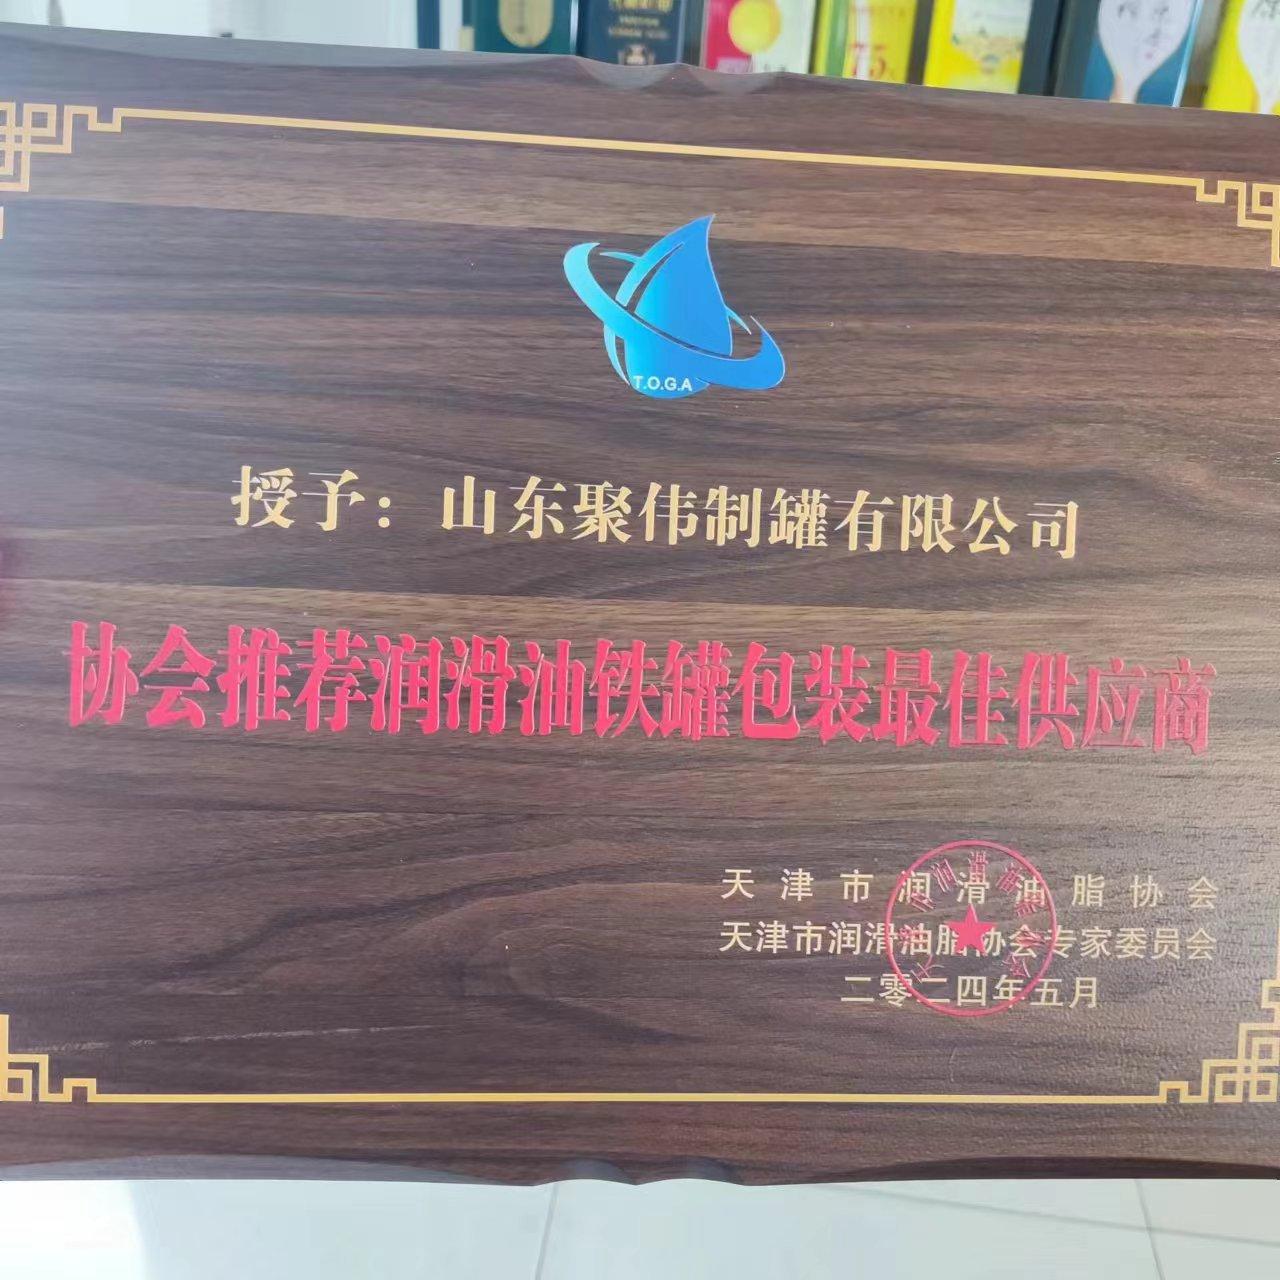 75
T.O.G.A
授予：山东聚伟制罐有限公司
协会推荐润滑油铁罐包装最佳供应商
天津市润滑油脂协会
天津市润滑油脂协会专家委员会
二零二四年五月